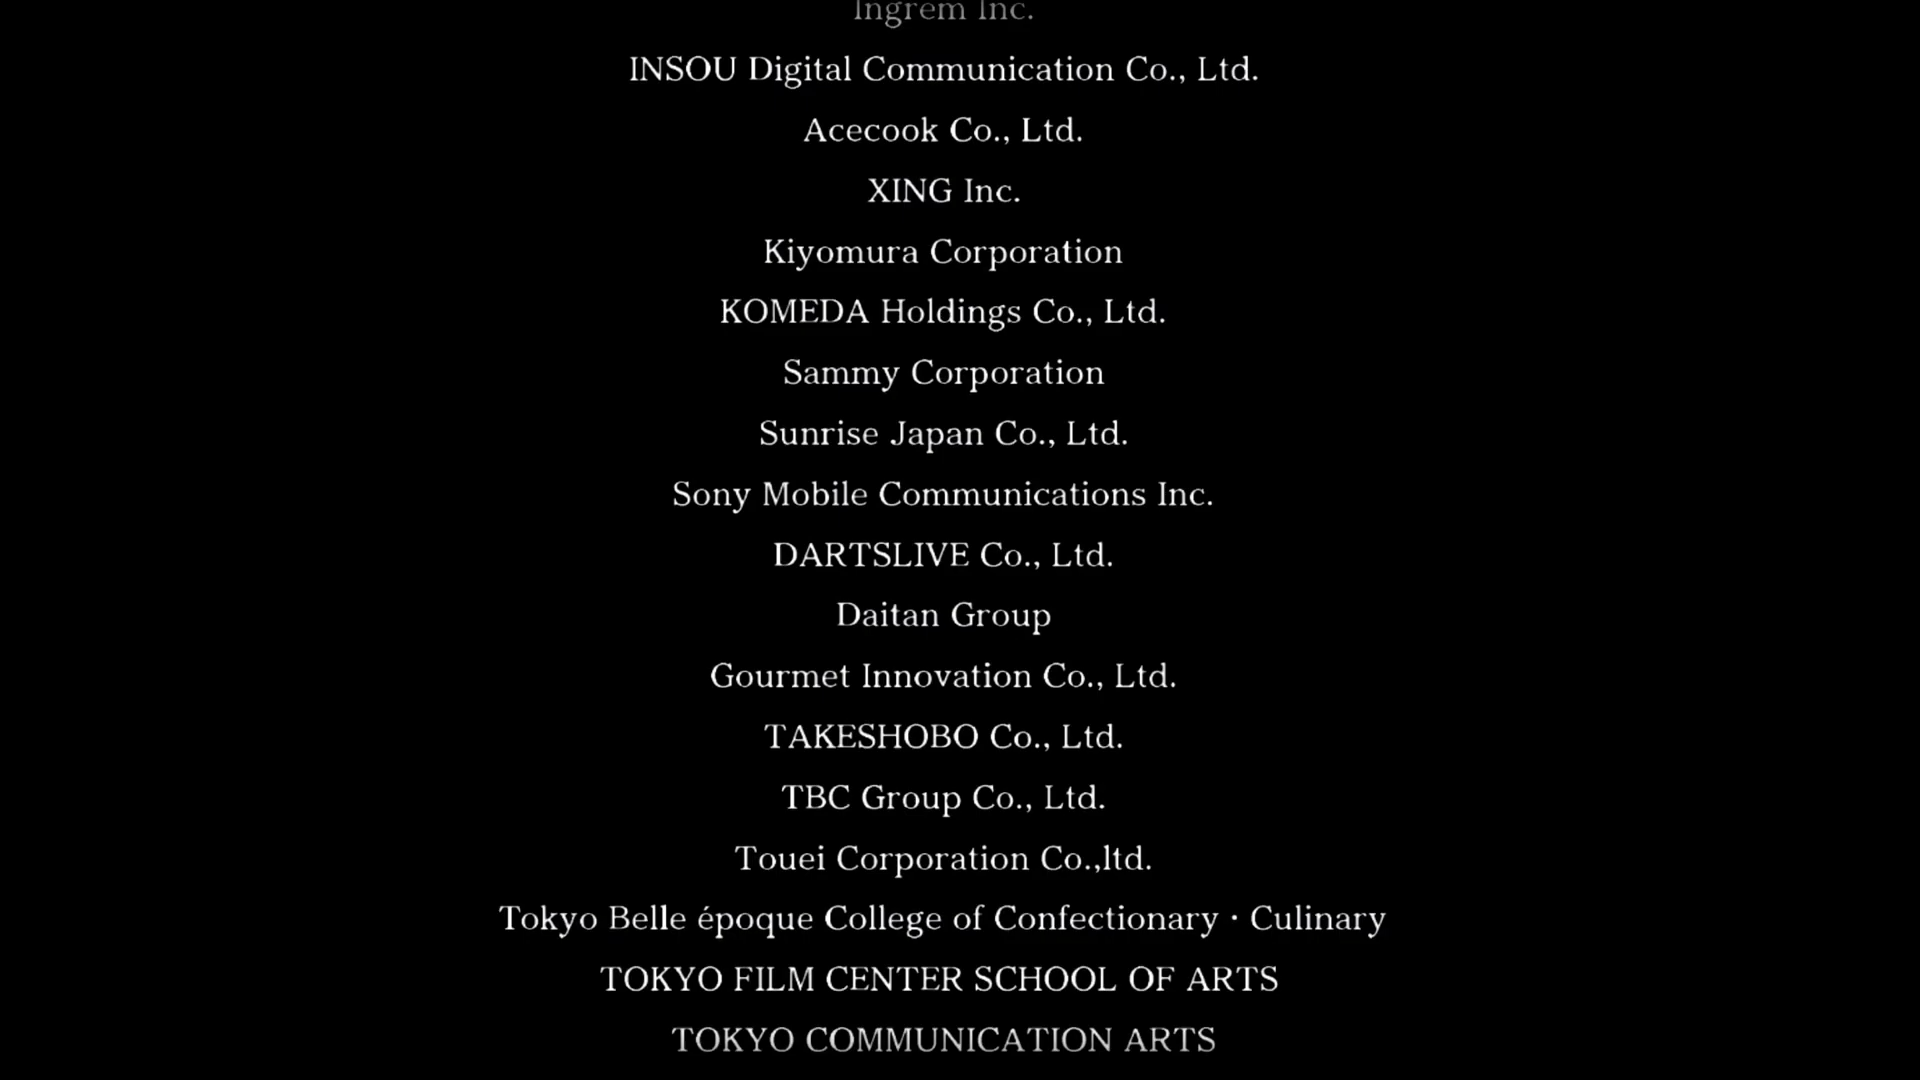 Ingrem Inc.
INSOU Digital Communication Co., Ltd.
Acecook Co., Ltd.
XING Inc.
Kiyomura Corporation
KOMEDA Holdings Co., Ltd.
Sammy Corporation
Sunrise Japan Co., Ltd.
Sony Mobile Communications Inc.
DARTSLIVE Co., Ltd.
Daitan Group
Gourmet Innovation Co., Ltd.
TAKESHOBO Co., Ltd.
TBC Group Co., Ltd.
Touei Corporation Co.,ltd.
Tokyo Belle époque College of Confectionary · Culinary
TOKYO FILM CENTER SCHOOL OF ARTS
TOKYO COMMUNICATION ARTS